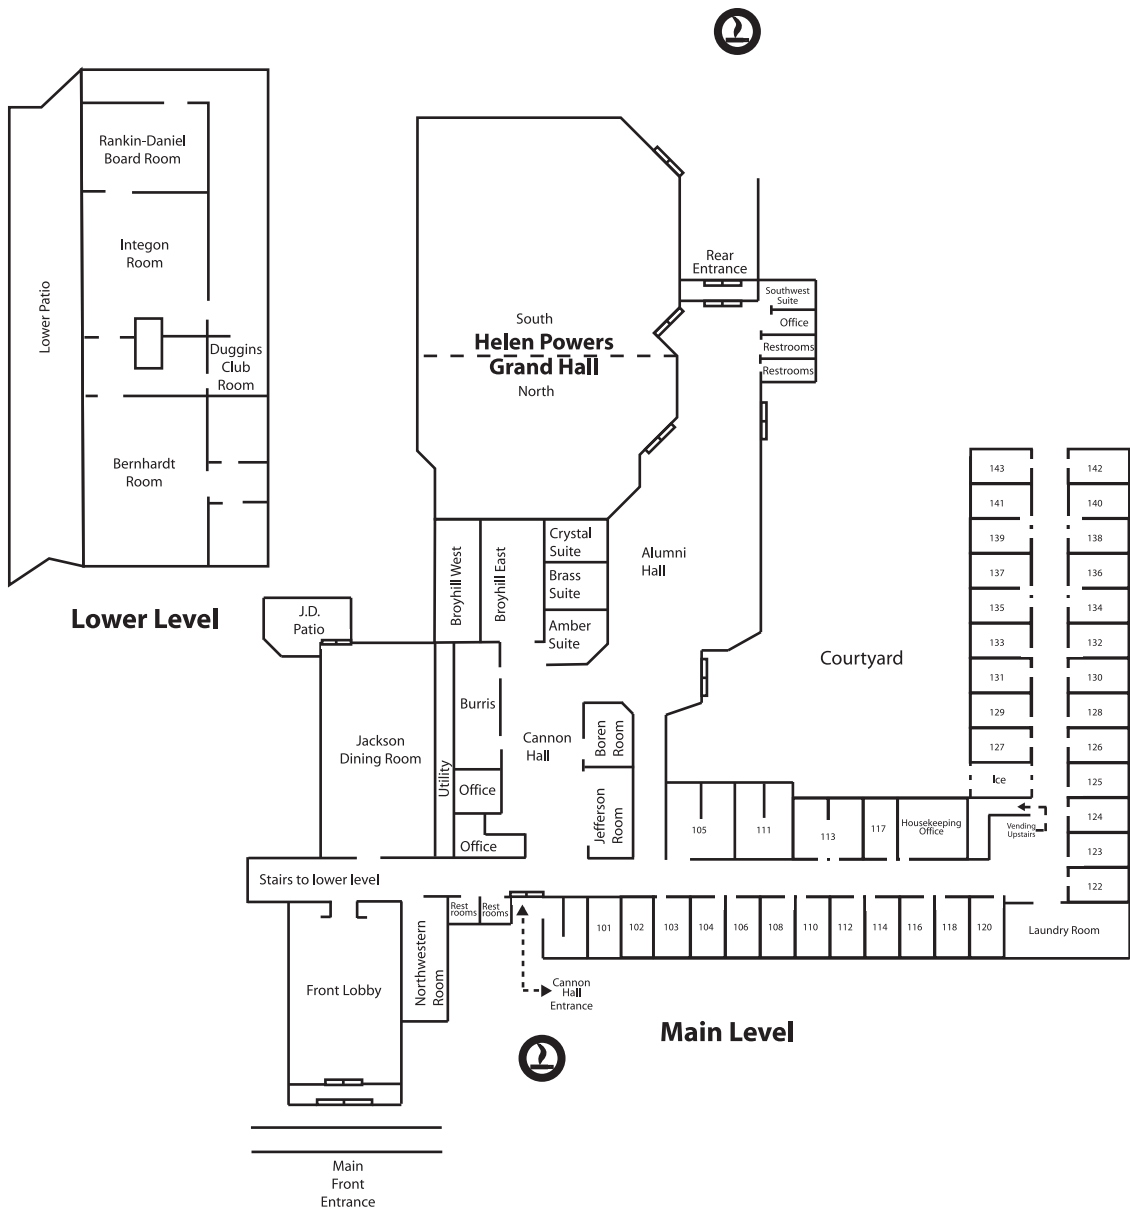 Rankin-Daniel
Board Room
Integon
Room
Lower Patio
Duggins
Club
Room
Bernhardt
Room
Lower Level
Rear
Entrance
Southwest
Suite
Office
Restrooms
Restrooms
South
Helen Powers
Grand Hall
North
Crystal
Suite
Brass
Suite
Amber
Suite
Broyhill West
Broyhill East
Alumni
Hall
J.D.
Patio
Jackson
Dining Room
Utility
Burris
Office
Office
Cannon
Hall
Boren
Room
Jefferson
Room
Courtyard
143
141
139
137
135
133
131
129
127
Ice
142
140
138
136
134
132
130
128
126
125
124
123
122
Vending
Upstairs
105
111
113
117
Housekeeping
Office
Stairs to lower level
Rest
rooms
Rest
rooms
101
102
103
104
106
108
110
112
114
116
118
120
Laundry Room
Northwestern
Room
Front Lobby
Cannon
Hall
Entrance
Main Level
Main
Front
Entrance